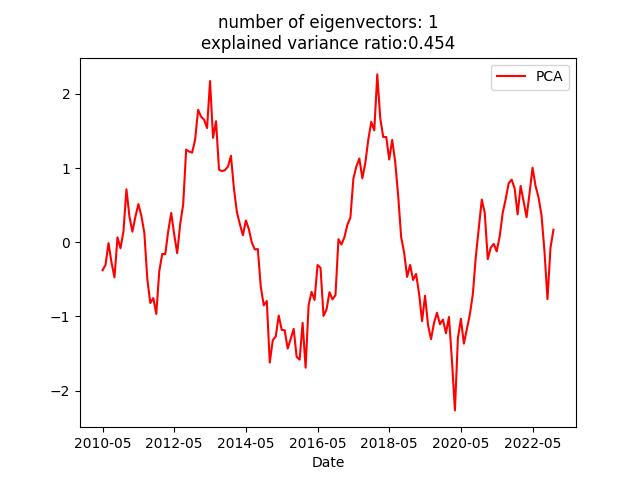 number of eigenvectors: 1
explained variance ratio:0.454
PCA
2
1
0
−1
−2
2010-05 2012-05 2014-05 2016-05 2018-05 2020-05 2022-05
Date